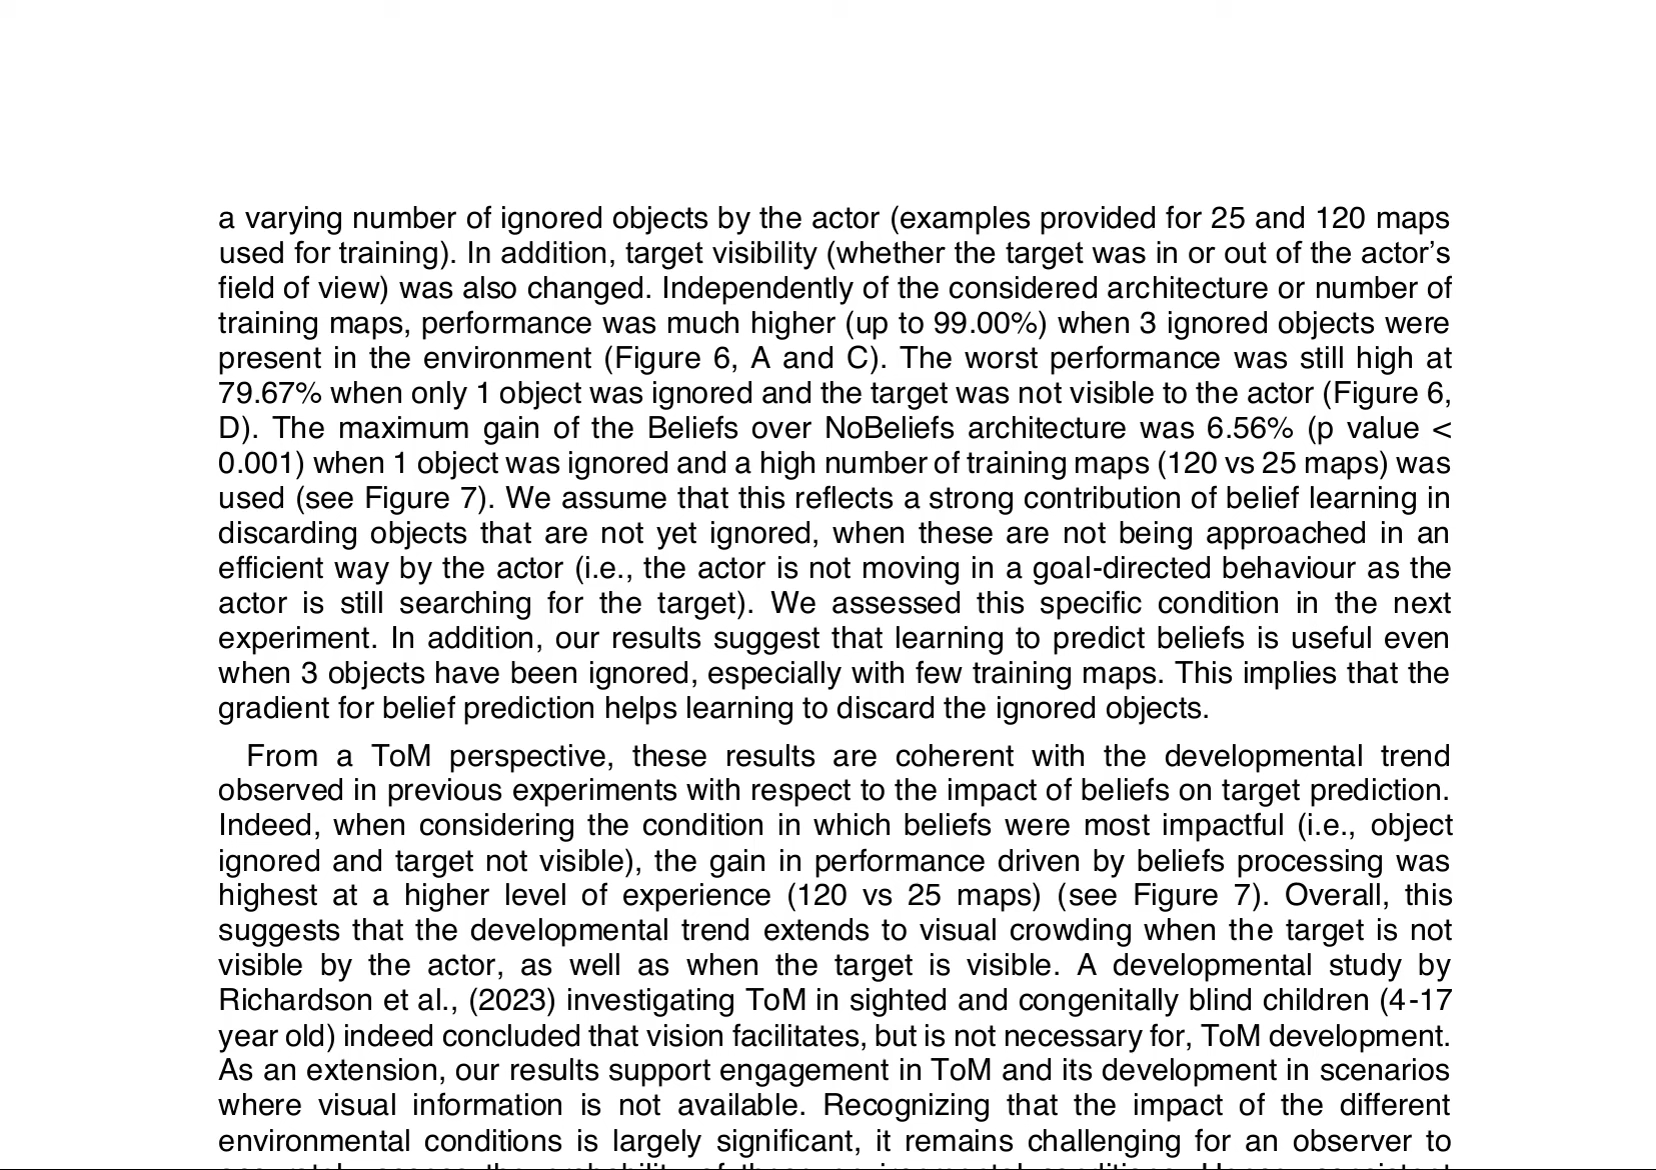 a varying number of ignored objects by the actor (examples provided for 25 and 120 maps
used for training). In addition, target visibility (whether the target was in or out of the actor’s
field of view) was also changed. Independently of the considered architecture or number of
training maps, performance was much higher (up to 99.00%) when 3 ignored objects were
present in the environment (Figure 6, A and C). The worst performance was still high at
79.67% when only 1 object was ignored and the target was not visible to the actor (Figure 6,
D). The maximum gain of the Beliefs over NoBeliefs architecture was 6.56% (p value <
0.001) when 1 object was ignored and a high number of training maps (120 vs 25 maps) was
used (see Figure 7). We assume that this reflects a strong contribution of belief learning in
discarding objects that are not yet ignored, when these are not being approached in an
efficient way by the actor (i.e., the actor is not moving in a goal-directed behaviour as the
actor is still searching for the target). We assessed this specific condition in the next
experiment. In addition, our results suggest that learning to predict beliefs is useful even
when 3 objects have been ignored, especially with few training maps. This implies that the
gradient for belief prediction helps learning to discard the ignored objects.
From a ToM perspective, these results are coherent with the developmental trend
observed in previous experiments with respect to the impact of beliefs on target prediction.
Indeed, when considering the condition in which beliefs were most impactful (i.e., object
ignored and target not visible), the gain in performance driven by beliefs processing was
highest at a higher level of experience (120 vs 25 maps) (see Figure 7). Overall, this
suggests that the developmental trend extends to visual crowding when the target is not
visible by the actor, as well as when the target is visible. A developmental study by
Richardson et al., (2023) investigating ToM in sighted and congenitally blind children (4-17
year old) indeed concluded that vision facilitates, but is not necessary for, ToM development.
As an extension, our results support engagement in ToM and its development in scenarios
where visual information is not available. Recognizing that the impact of the different
environmental conditions is largely significant, it remains challenging for an observer to